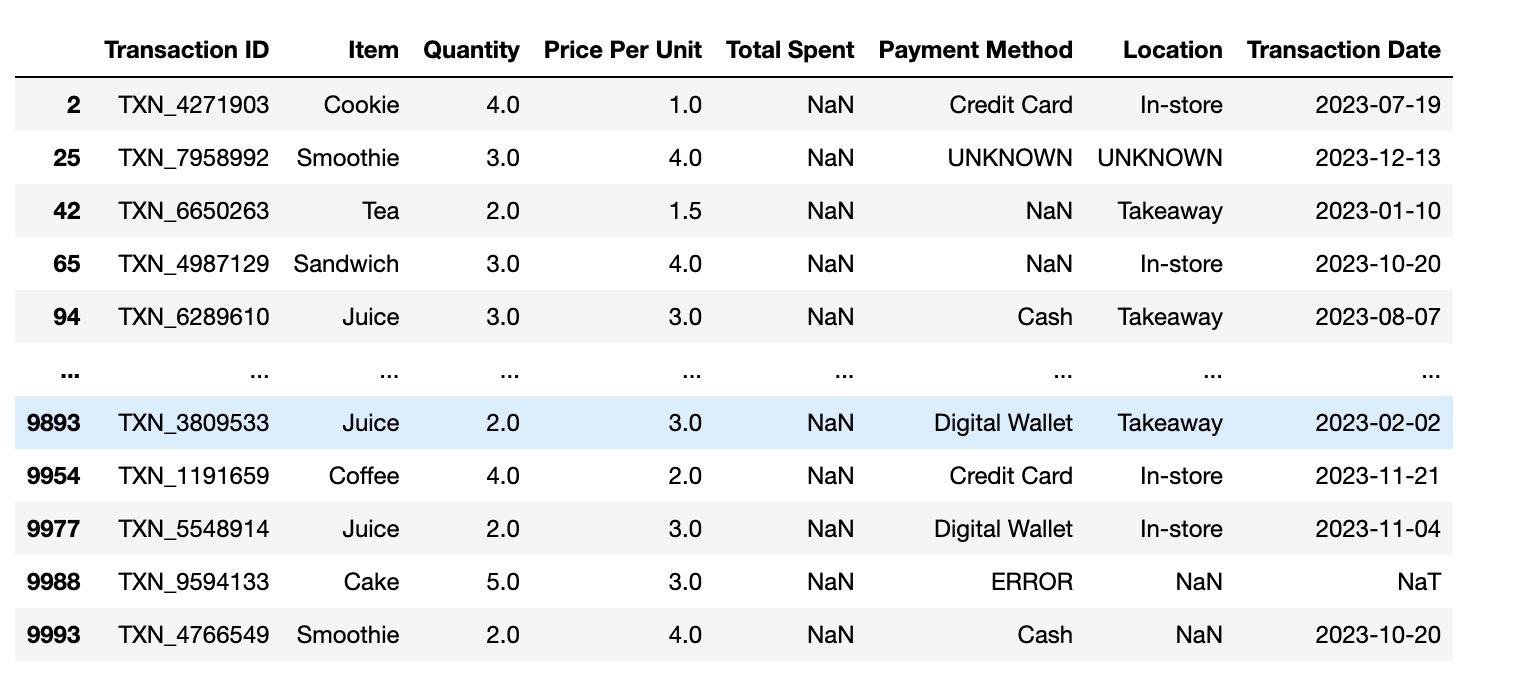 Transaction ID Item Quantity Price Per Unit Total Spent Payment Method Location Transaction Date
2 TXN_4271903 Cookie 4.0 1.0 NaN Credit Card In-store 2023-07-19
25 TXN_7958992 Smoothie 3.0 4.0 NaN UNKNOWN UNKNOWN 2023-12-13
42 TXN_6650263 Tea 2.0 1.5 NaN NaN Takeaway 2023-01-10
65 TXN_4987129 Sandwich 3.0 4.0 NaN NaN In-store 2023-10-20
94 TXN_6289610 Juice 3.0 3.0 NaN Cash Takeaway 2023-08-07
... ... ... ... ... ... ... ... ...
9893 TXN_3809533 Juice 2.0 3.0 NaN Digital Wallet Takeaway 2023-02-02
9954 TXN_1191659 Coffee 4.0 2.0 NaN Credit Card In-store 2023-11-21
9977 TXN_5548914 Juice 2.0 3.0 NaN Digital Wallet In-store 2023-11-04
9988 TXN_9594133 Cake 5.0 3.0 NaN ERROR NaN NaT
9993 TXN_4766549 Smoothie 2.0 4.0 NaN Cash NaN 2023-10-20